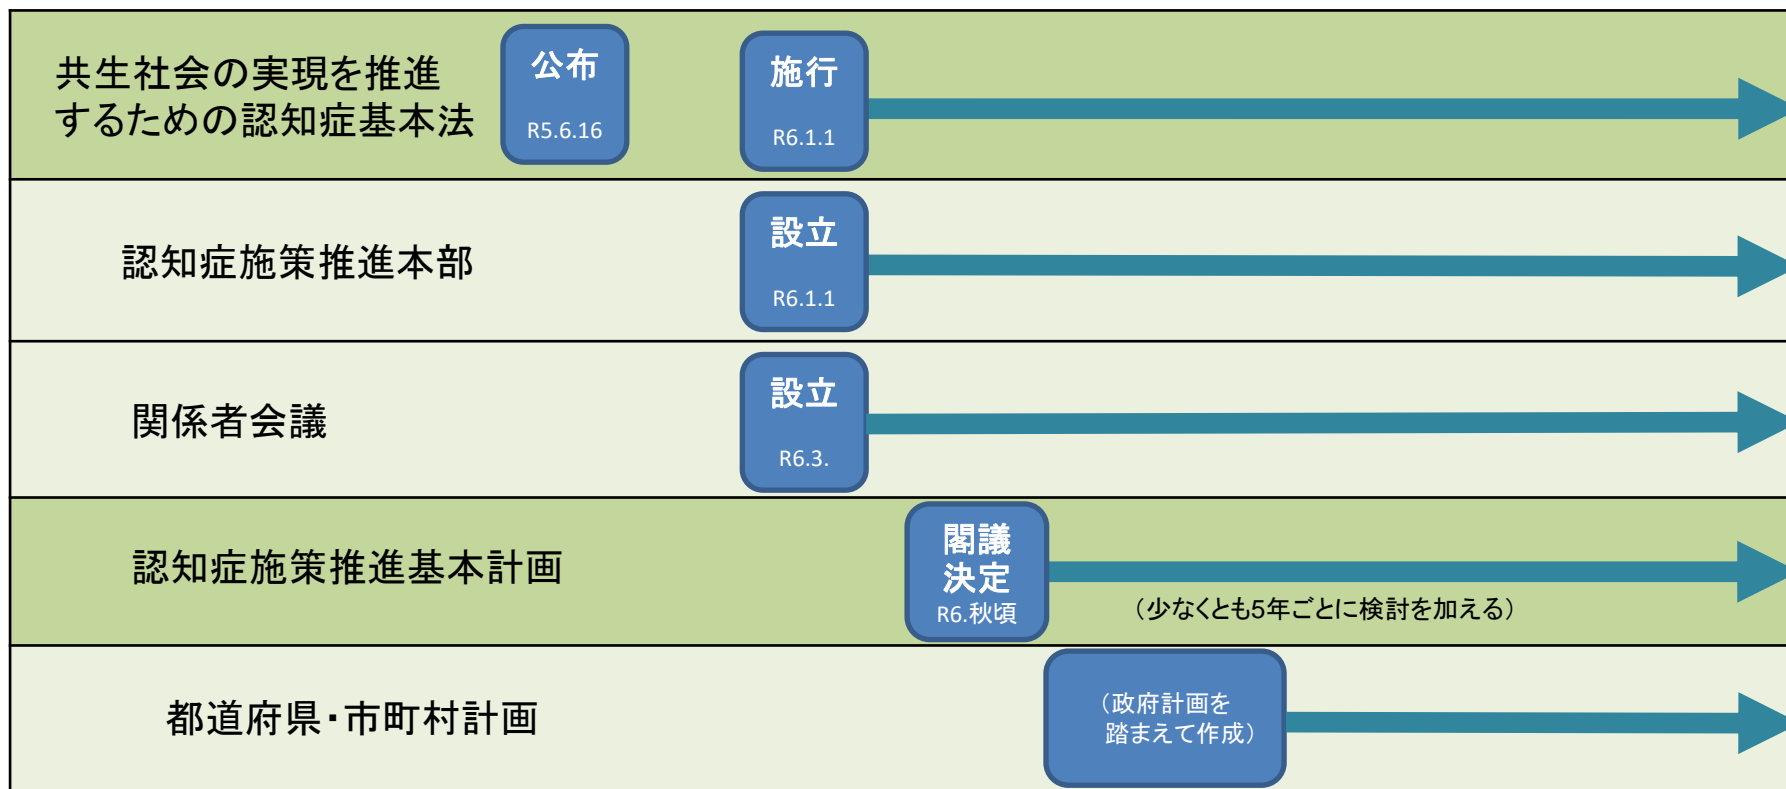 共生社会の実現を推進
するための認知症基本法
公布
R5.6.16
施行
R6.1.1
認知症施策推進本部
設立
R6.1.1
関係者会議
設立
R6.3.
認知症施策推進基本計画
閣議
決定
R6.秋頃
（少なくとも5年ごとに検討を加える）
都道府県・市町村計画
（政府計画を
踏まえて作成）